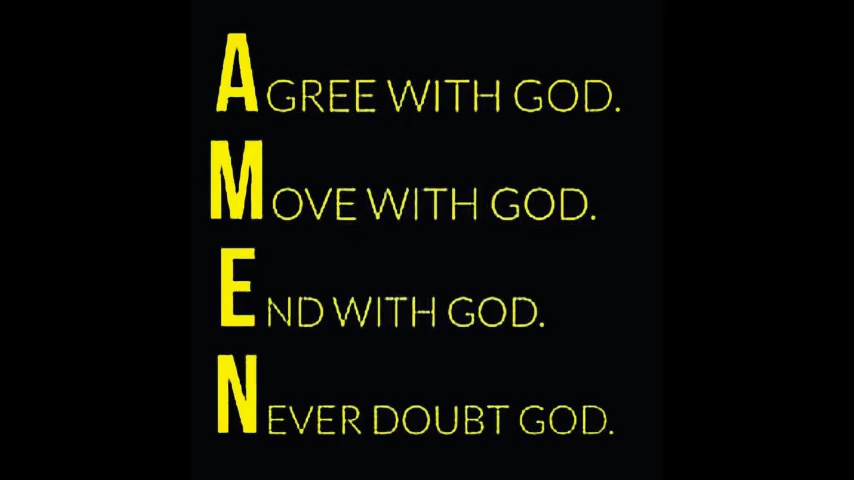 AGREE WITH GOD.
MOVE WITH GOD.
END WITH GOD.
NEVER DOUBT GOD.